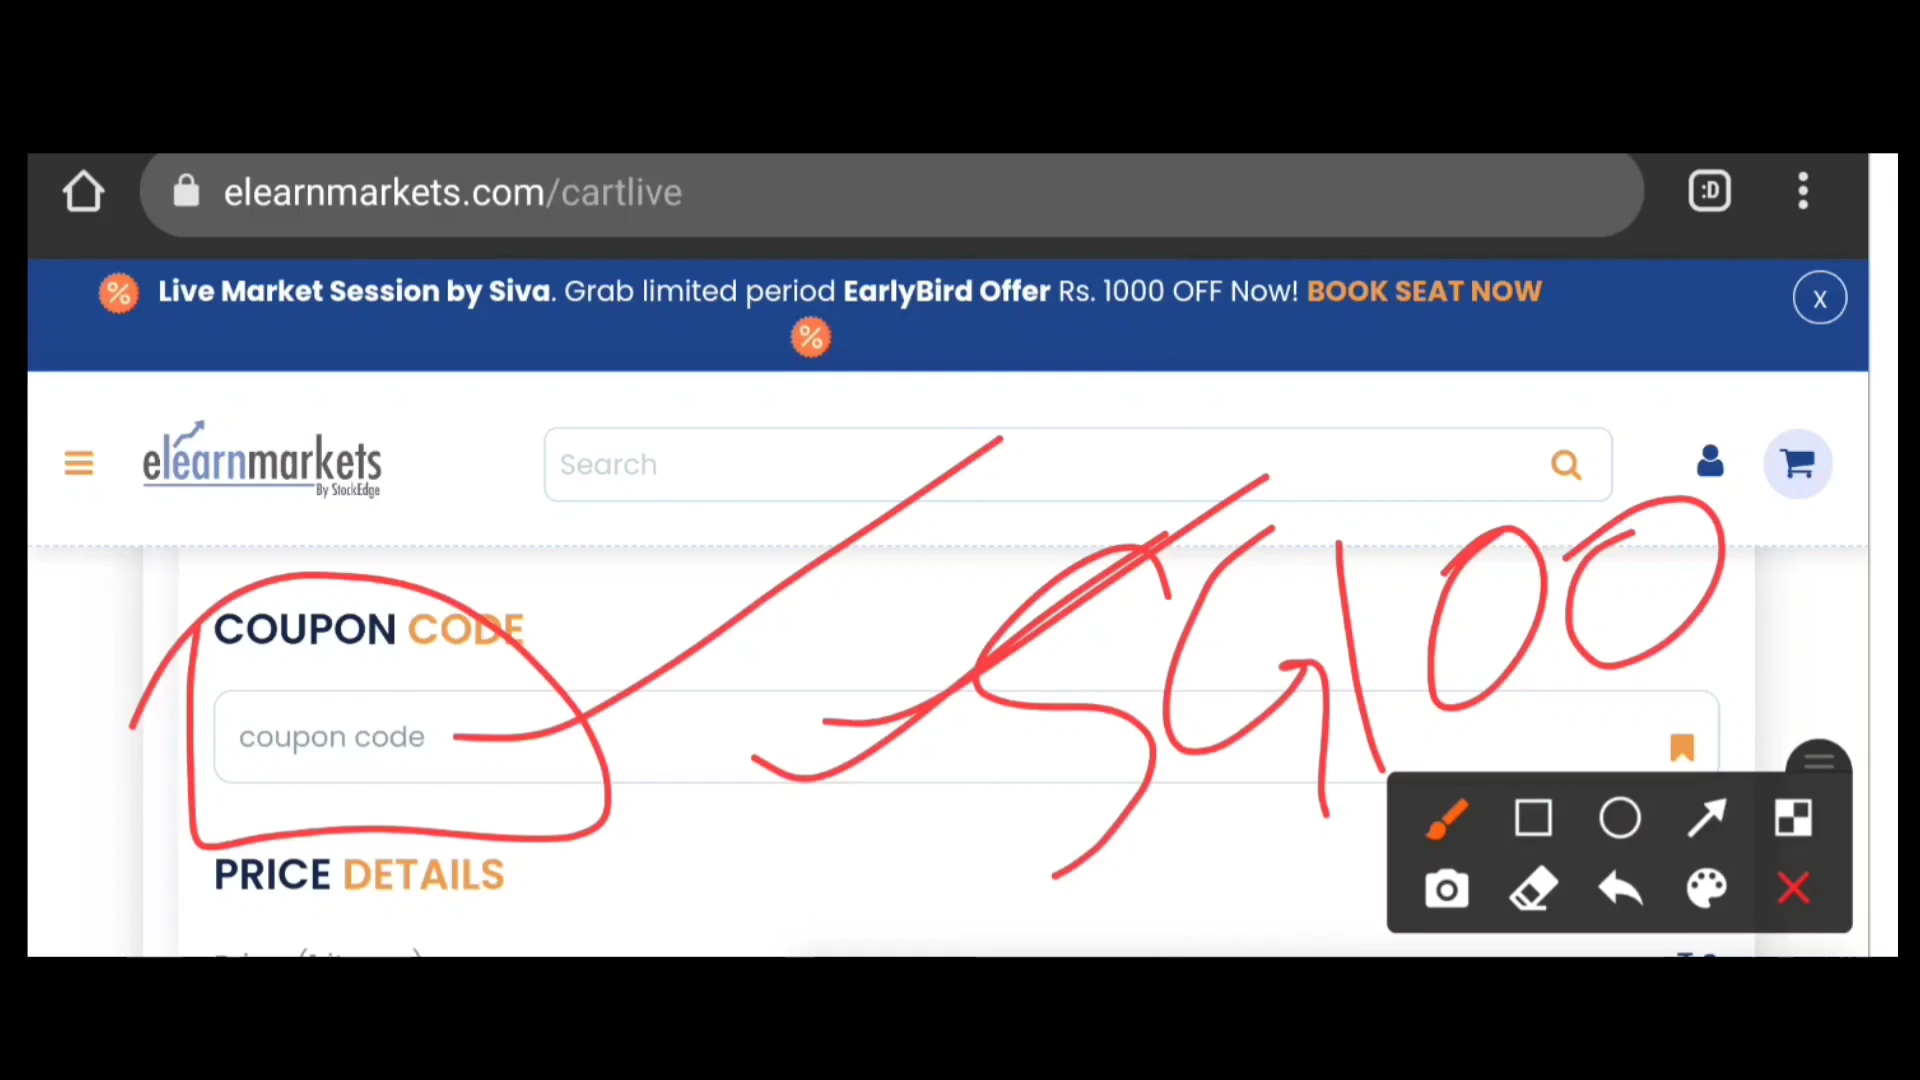 elearnmarkets.com/cartlive
:D
Live Market Session by Siva. Grab limited period EarlyBird Offer Rs. 1000 OFF Now! BOOK SEAT NOW
%
%
X
elearnmarkets
By StockEdge
Search
SG100
COUPON CODE
coupon code
PRICE DETAILS